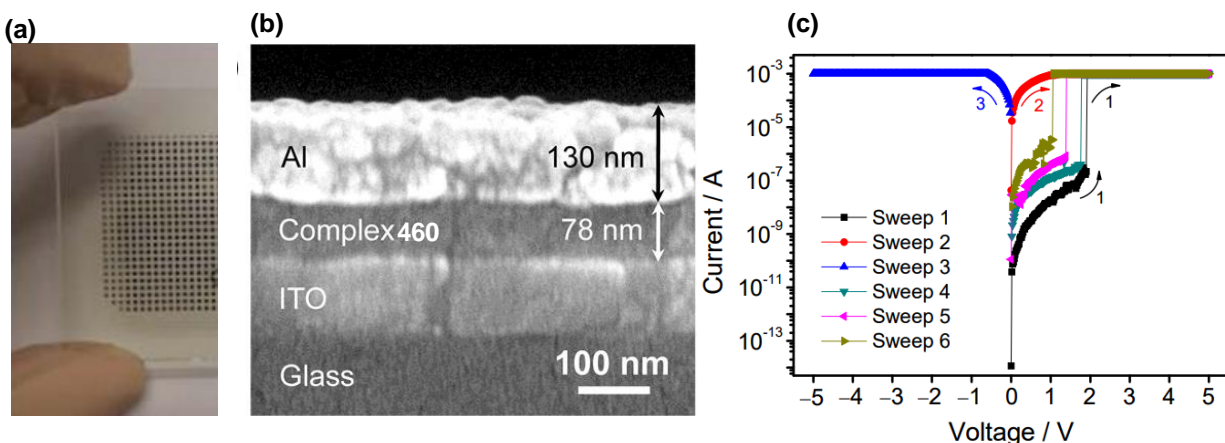 (a)
(b)
Al
130 nm
Complex460
78 nm
ITO
100 nm
Glass
(c)
Current / A
10⁻³
10⁻⁵
10⁻⁷
10⁻⁹
10⁻¹¹
10⁻¹³
3
2
1
1
Sweep 1
Sweep 2
Sweep 3
Sweep 4
Sweep 5
Sweep 6
–5 –4 –3 –2 –1 0 1 2 3 4 5
Voltage / V